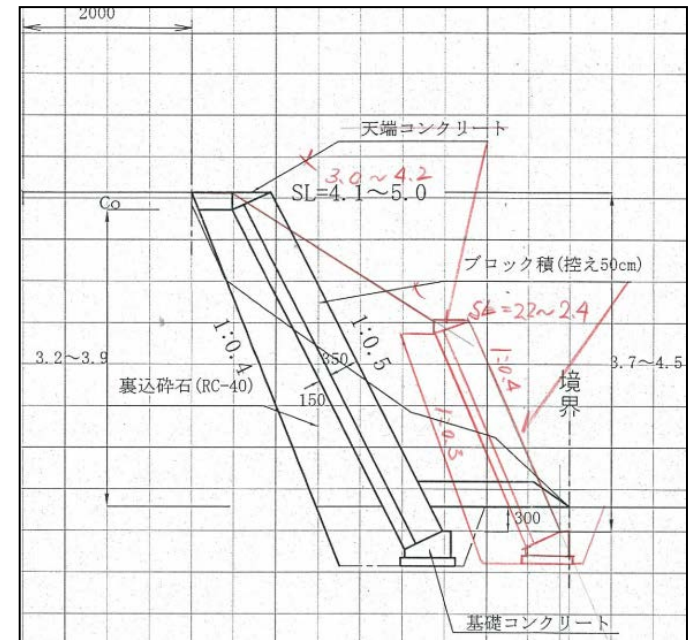 2000
天端コンクリート
3.0～4.2
SL=4.1～5.0
Co
ブロック積(控え50cm)
SL=2.2～2.4
1:0.4
1:0.5
350
1:0.4
3.2～3.9
3.7～4.5
裏込砕石(RC-40)
150
境界
1:0.3
300
基礎コンクリート